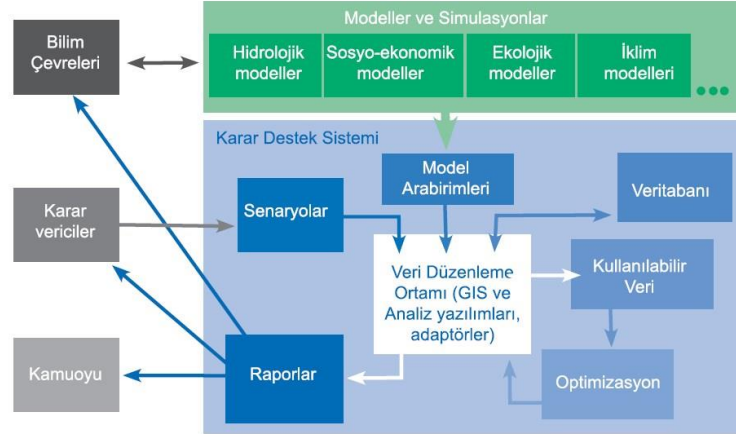 Modeller ve Simulasyonlar
Bilim
Çevreleri
Hidrolojik
modeller
Sosyo-ekonomik
modeller
Ekolojik
modeller
İklim
modelleri
Karar Destek Sistemi
Model
Arabirimleri
Veritabanı
Karar
vericiler
Senaryolar
Veri Düzenleme
Ortamı (GIS ve
Analiz yazılımları,
adaptörler)
Kullanılabilir
Veri
Kamuoyu
Raporlar
Optimizasyon